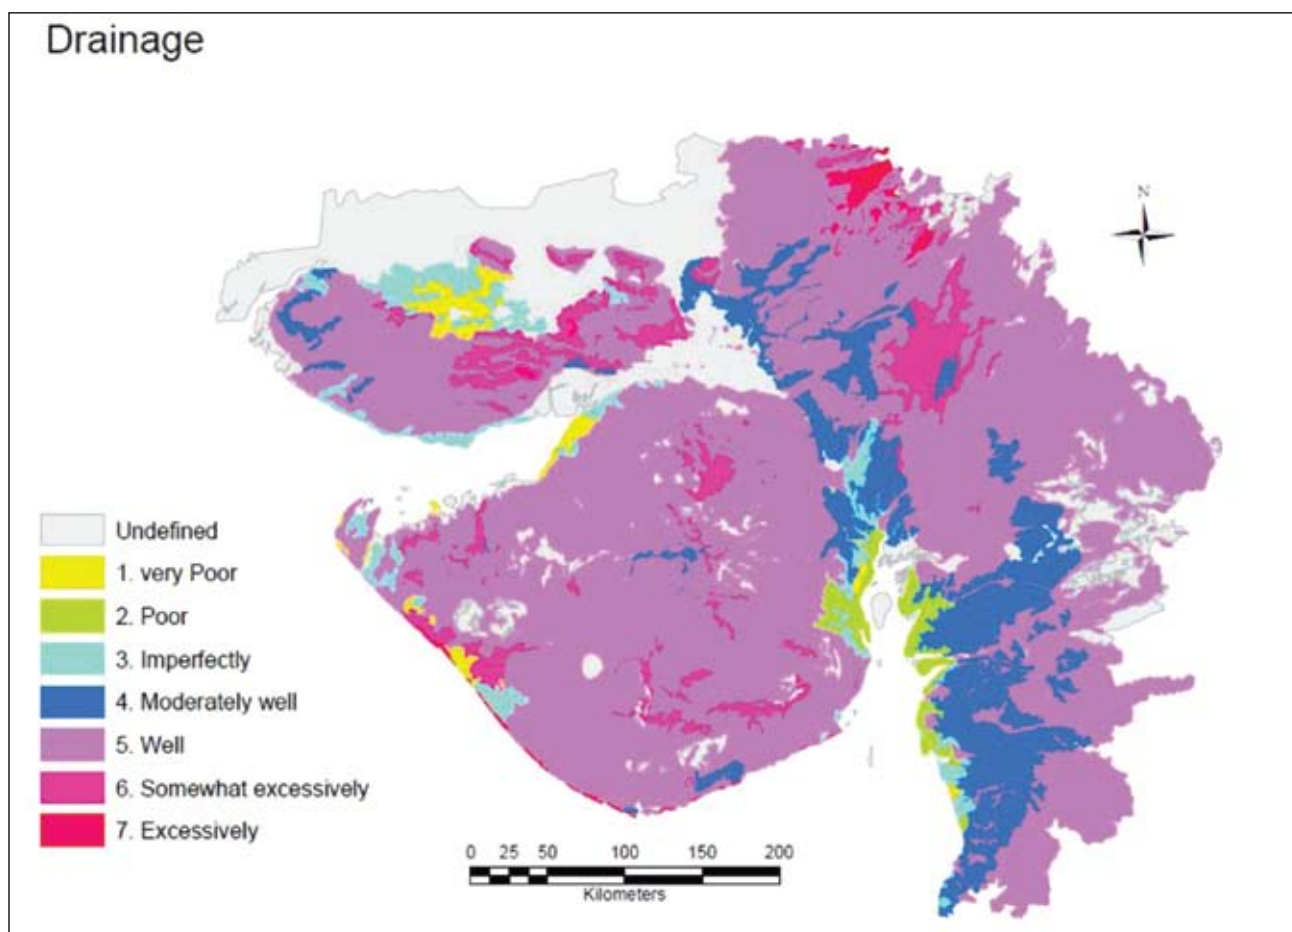 Drainage
N
Undefined
1. very Poor
2. Poor
3. Imperfectly
4. Moderately well
5. Well
6. Somewhat excessively
7. Excessively
0 25 50 100 150 200
Kilometers